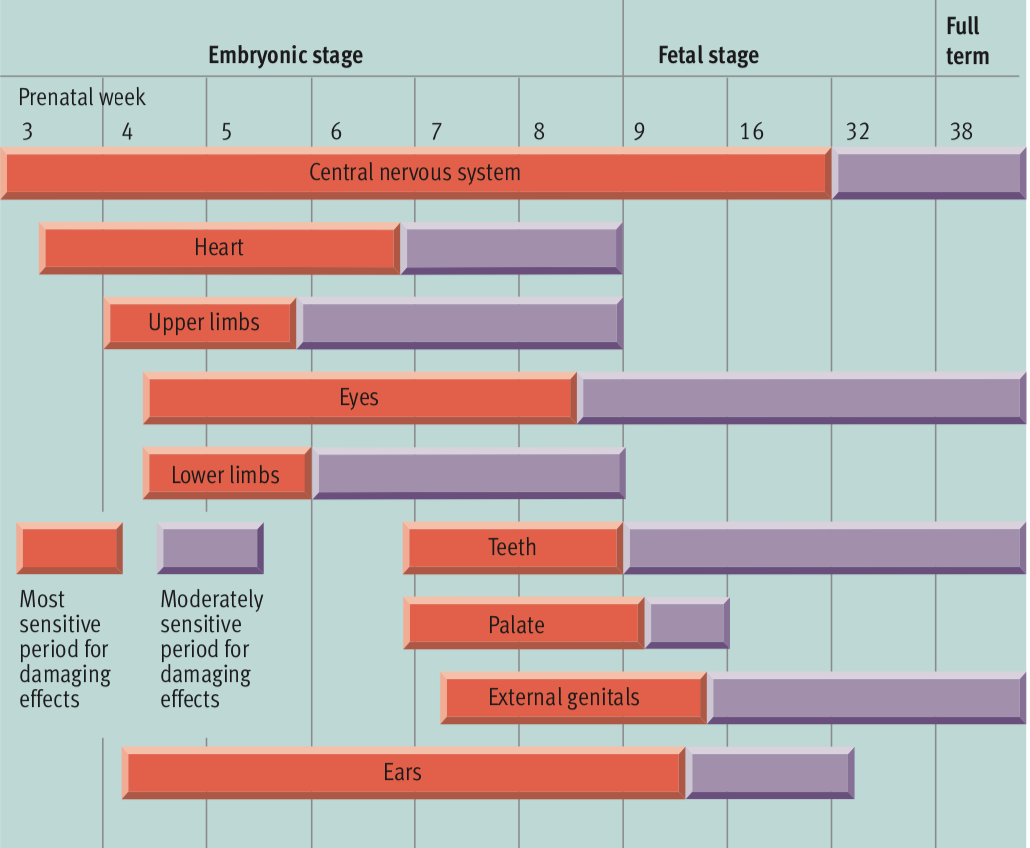 Full
Embryonic stage Fetal stage term
Prenatal week
3 4 5 6 7 8 9 16 32 38
Central nervous system
Heart
Upper limbs
Eyes
Lower limbs
Teeth
Most
sensitive
period for
damaging
effects
Moderately
sensitive
period for
damaging
effects
Palate
External genitals
Ears